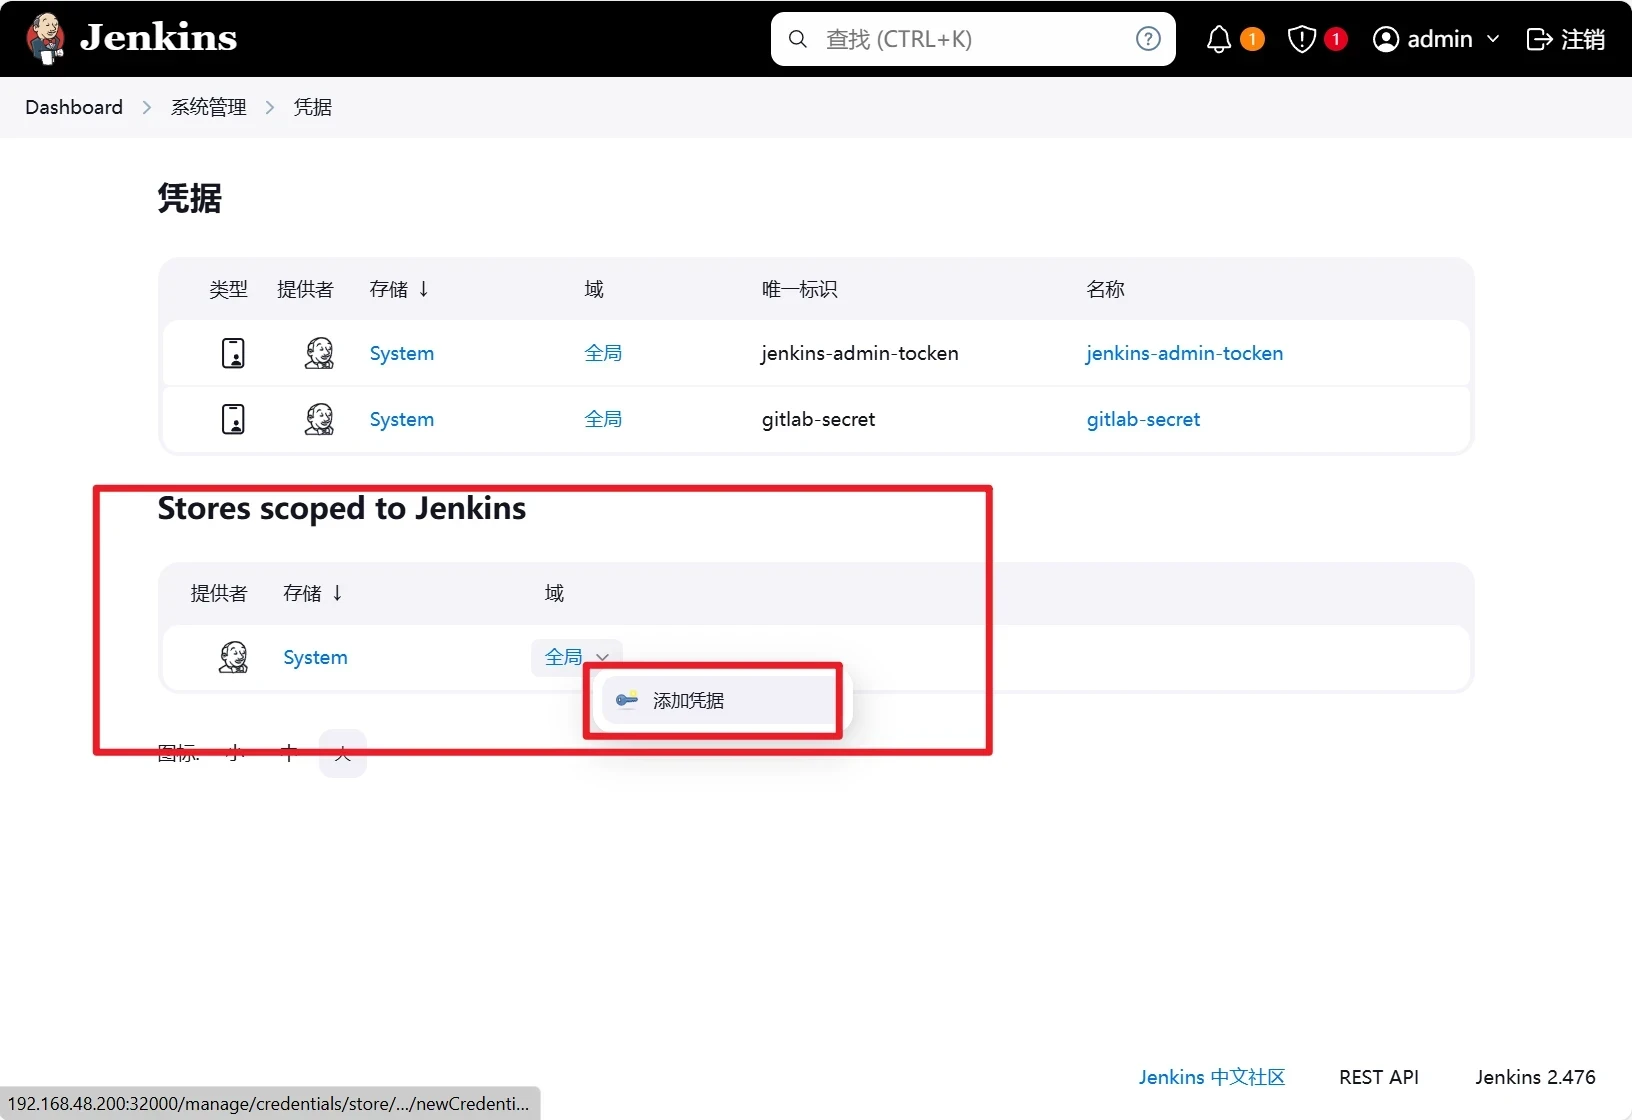 Jenkins
查找 (CTRL+K)
1
1
admin
注销
Dashboard
系统管理
凭据
凭据
类型 提供者 存储 ↓ 域 唯一标识 名称
System 全局 jenkins-admin-tocken jenkins-admin-tocken
System 全局 gitlab-secret gitlab-secret
Stores scoped to Jenkins
提供者 存储 ↓ 域
System 全局
添加凭据
图标: 小 中 大
Jenkins 中文社区 REST API Jenkins 2.476
192.168.48.200:32000/manage/credentials/store/.../newCredenti...